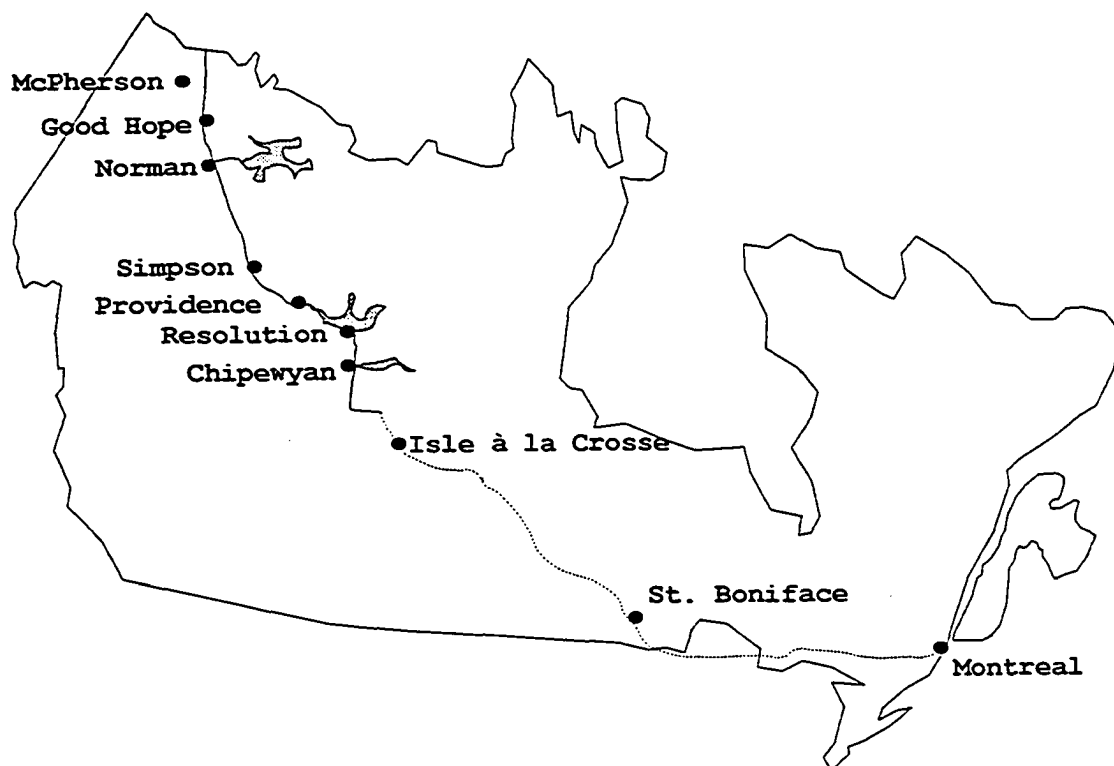 McPherson
Good Hope
Norman
Simpson
Providence
Resolution
Chipewyan
Isle à la Crosse
St. Boniface
Montreal